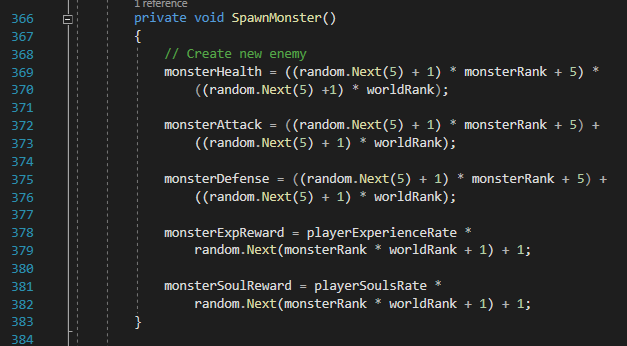 1 reference
366 private void SpawnMonster()
367 {
368 // Create new enemy
369 monsterHealth = ((random.Next(5) + 1) * monsterRank + 5) *
370 ((random.Next(5) +1) * worldRank);
371
372 monsterAttack = ((random.Next(5) + 1) * monsterRank + 5) +
373 ((random.Next(5) + 1) * worldRank);
374
375 monsterDefense = ((random.Next(5) + 1) * monsterRank + 5) +
376 ((random.Next(5) + 1) * worldRank);
377
378 monsterExpReward = playerExperienceRate *
379 random.Next(monsterRank * worldRank + 1) + 1;
380
381 monsterSoulReward = playerSoulsRate *
382 random.Next(monsterRank * worldRank + 1) + 1;
383 }
384